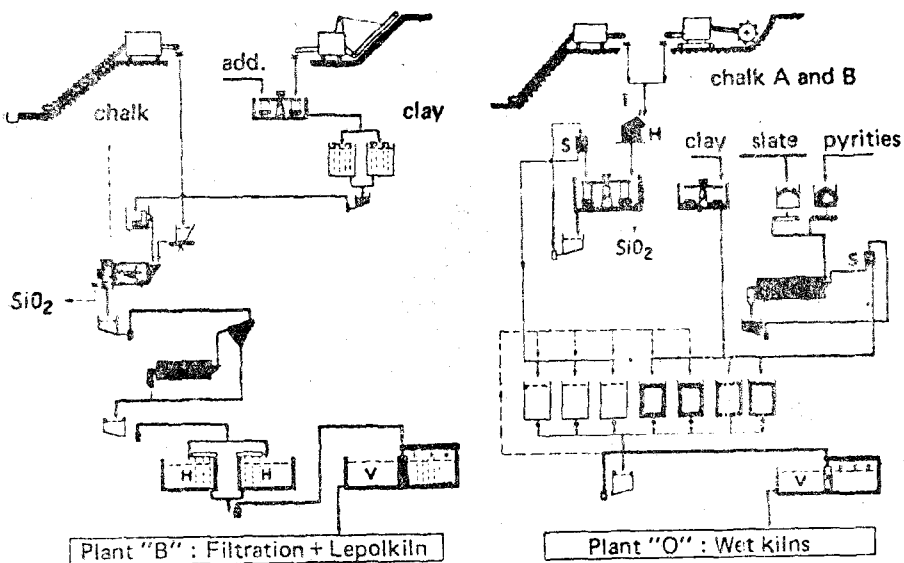 add.
chalk
clay
SiO₂
H
H
V
Plant "B" : Filtration + Lepolkiln
chalk A and B
H
S
clay
slate
pyrities
SiO₂
S
V
Plant "O" : Wet kilns